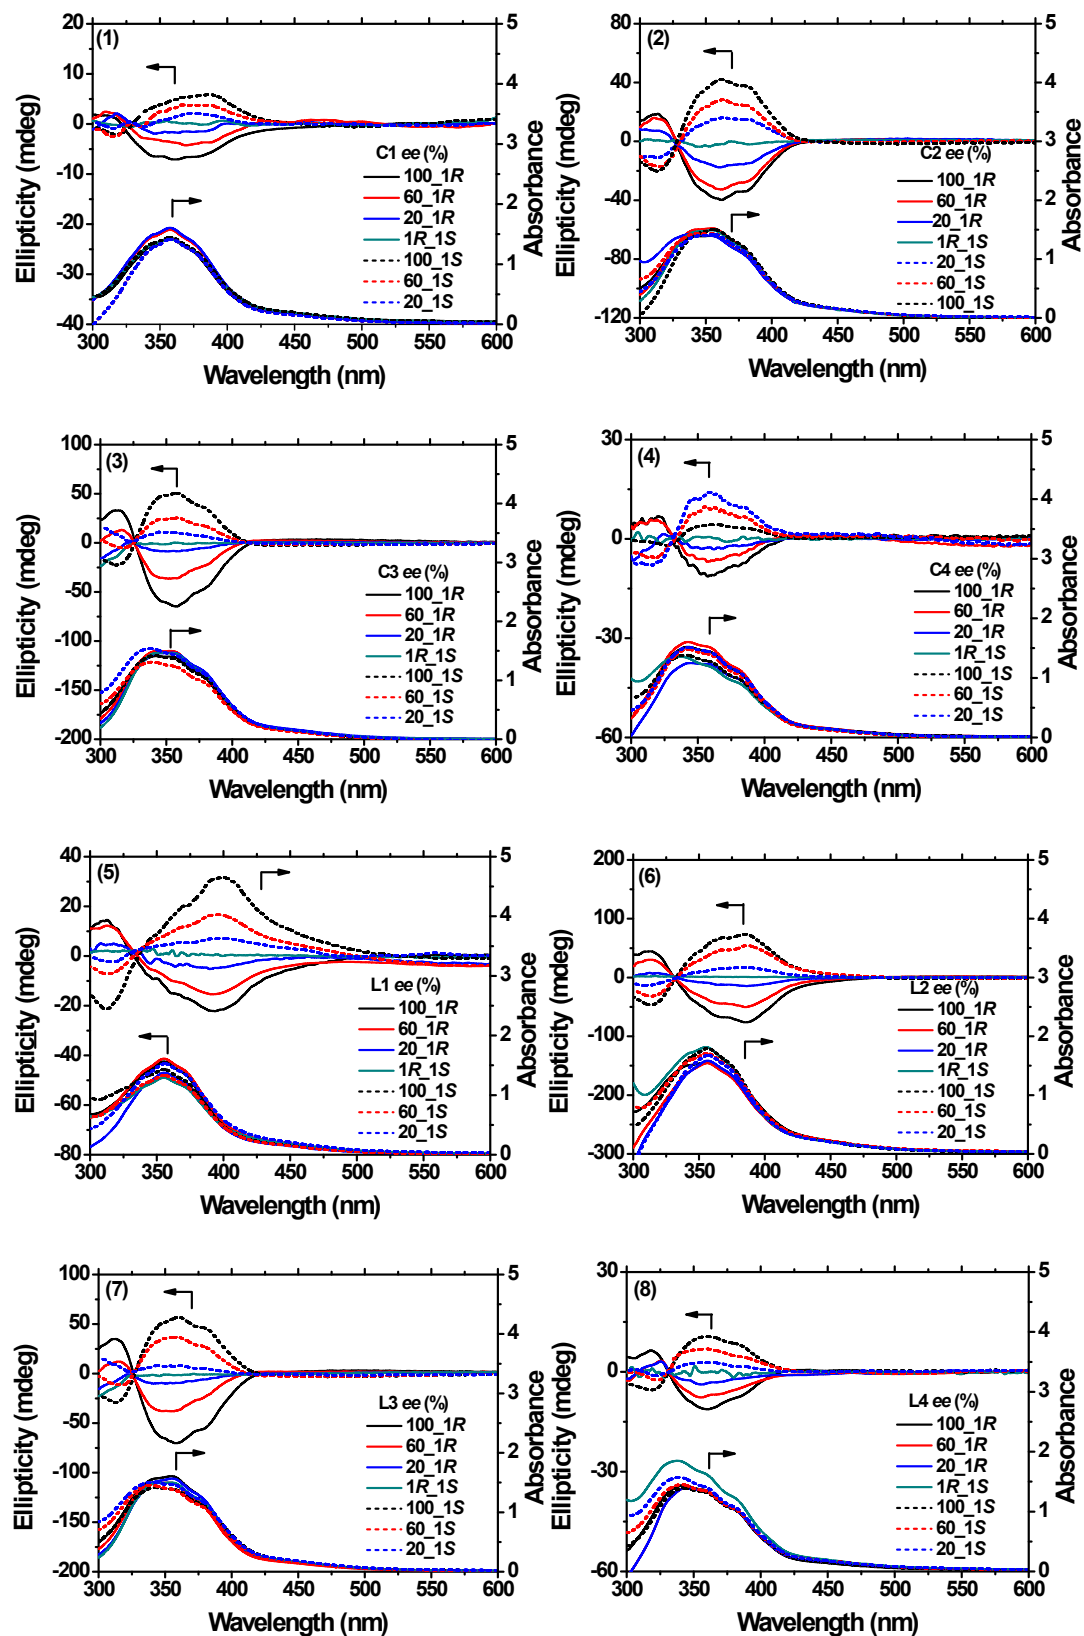 (1)
20
10
0
-10
-20
-30
-40
5
4
3
2
1
0
Ellipticity (mdeg)
Absorbance
C1 ee (%)
100_1R
60_1R
20_1R
1R_1S
100_1S
60_1S
20_1S
300 350 400 450 500 550 600
Wavelength (nm)
(2)
80
40
0
-40
-80
-120
5
4
3
2
1
0
Ellipticity (mdeg)
Absorbance
C2 ee (%)
100_1R
60_1R
20_1R
1R_1S
20_1S
60_1S
100_1S
300 350 400 450 500 550 600
Wavelength (nm)
(3)
100
50
0
-50
-100
-150
-200
5
4
3
2
1
0
Ellipticity (mdeg)
Absorbance
C3 ee (%)
100_1R
60_1R
20_1R
1R_1S
100_1S
60_1S
20_1S
300 350 400 450 500 550 600
Wavelength (nm)
(4)
30
0
-30
-60
5
4
3
2
1
0
Ellipticity (mdeg)
Absorbance
C4 ee (%)
100_1R
60_1R
20_1R
1R_1S
100_1S
60_1S
20_1S
300 350 400 450 500 550 600
Wavelength (nm)
(5)
40
20
0
-20
-40
-60
-80
5
4
3
2
1
0
Ellipticity (mdeg)
Absorbance
L1 ee (%)
100_1R
60_1R
20_1R
1R_1S
100_1S
60_1S
20_1S
300 350 400 450 500 550 600
Wavelength (nm)
(6)
200
100
0
-100
-200
-300
5
4
3
2
1
0
Ellipticity (mdeg)
Absorbance
L2 ee (%)
100_1R
60_1R
20_1R
1R_1S
100_1S
60_1S
20_1S
300 350 400 450 500 550 600
Wavelength (nm)
(7)
100
50
0
-50
-100
-150
-200
5
4
3
2
1
0
Ellipticity (mdeg)
Absorbance
L3 ee (%)
100_1R
60_1R
20_1R
1R_1S
100_1S
60_1S
20_1S
300 350 400 450 500 550 600
Wavelength (nm)
(8)
30
0
-30
-60
5
4
3
2
1
0
Ellipticity (mdeg)
Absorbance
L4 ee (%)
100_1R
60_1R
20_1R
1R_1S
100_1S
60_1S
20_1S
300 350 400 450 500 550 600
Wavelength (nm)